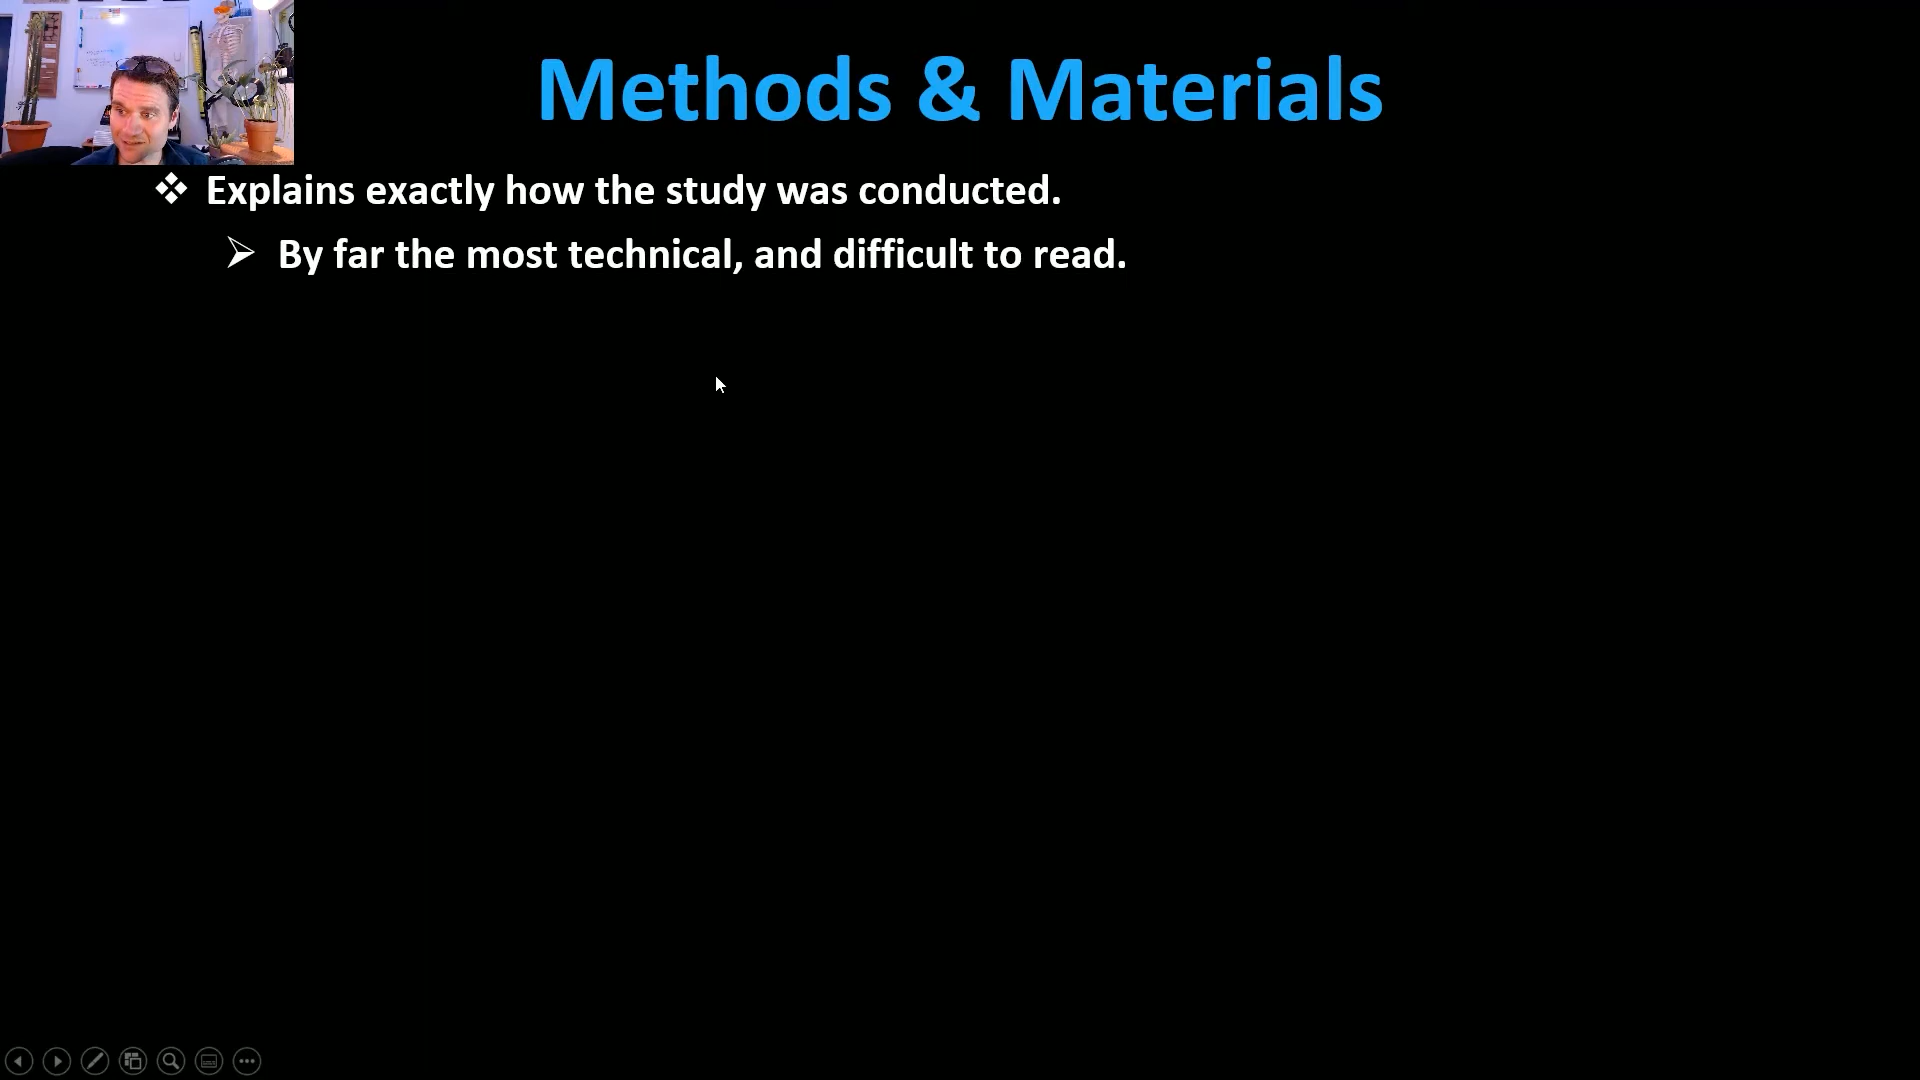 Methods & Materials
Explains exactly how the study was conducted.
By far the most technical, and difficult to read.